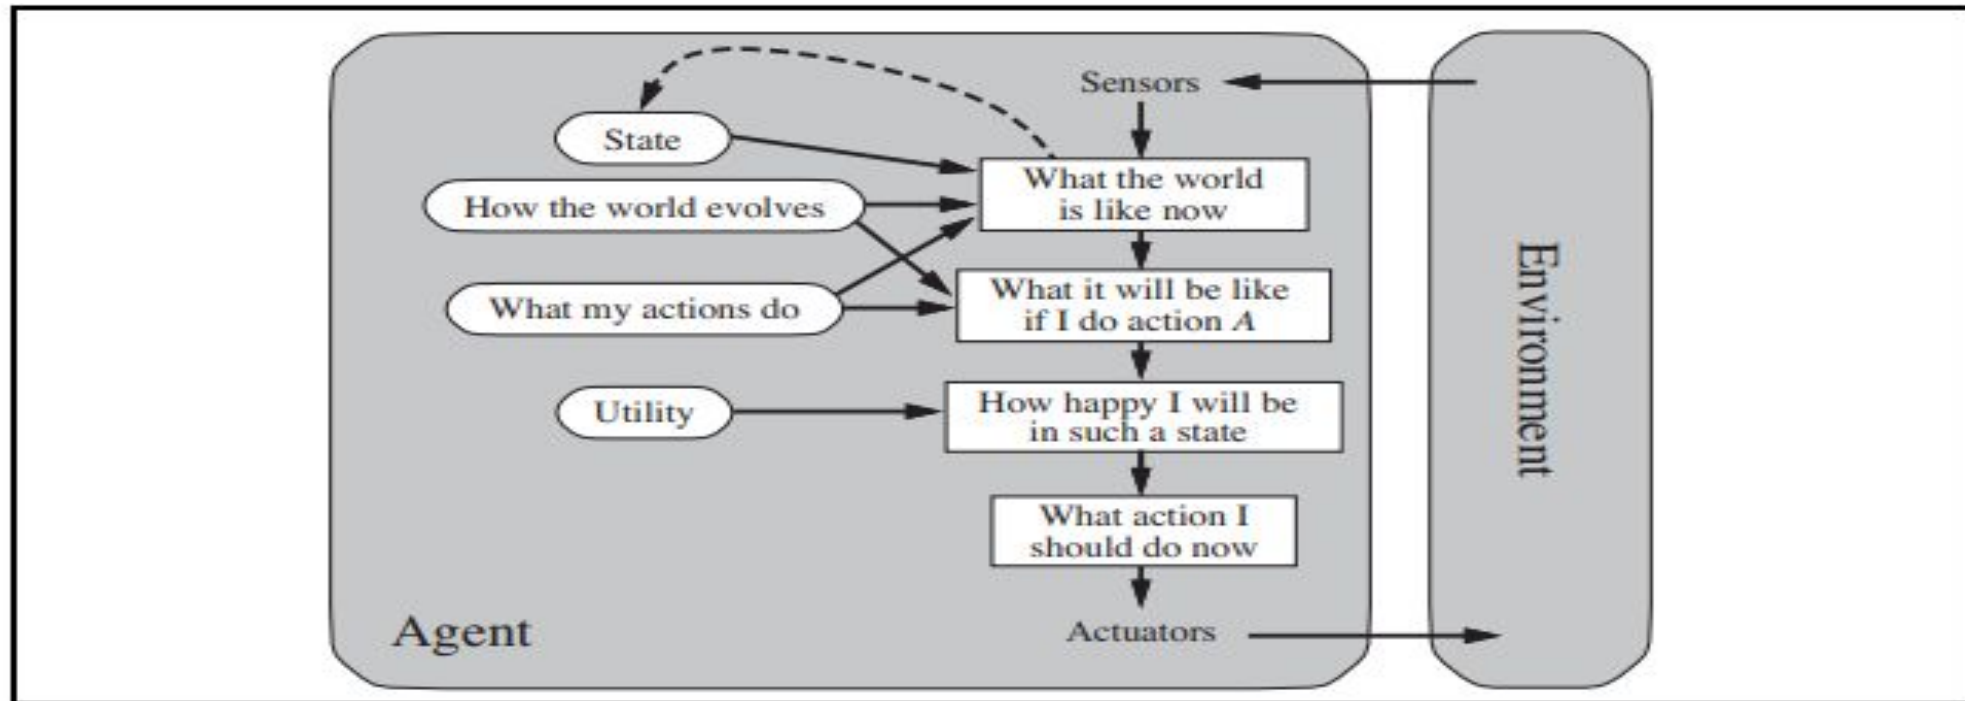 Sensors
State
What the world
is like now
How the world evolves
What it will be like
if I do action A
What my actions do
How happy I will be
in such a state
Utility
What action I
should do now
Agent
Actuators
Environment